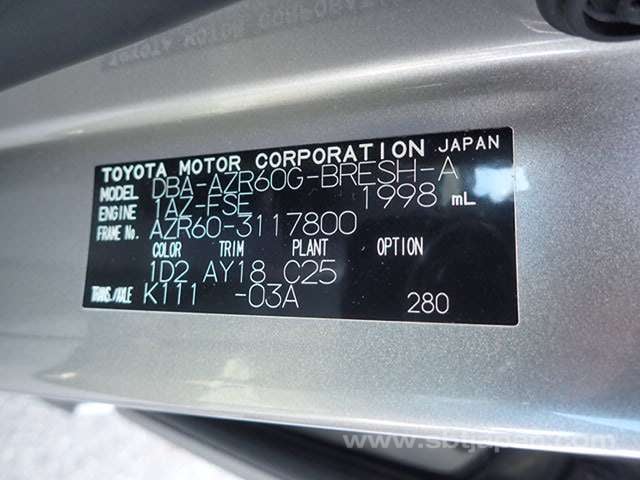 TOYOTA MOTOR CORPORATION JAPAN
MODEL DBA-AZR60G-BRESH-A
ENGINE 1AZ-FSE 1998 mL
FRAME No. AZR60-3117800
COLOR TRIM PLANT OPTION
1D2 AY18 C25
TRANS./AXLE K111 -03A 280
www.sbtjapan.com